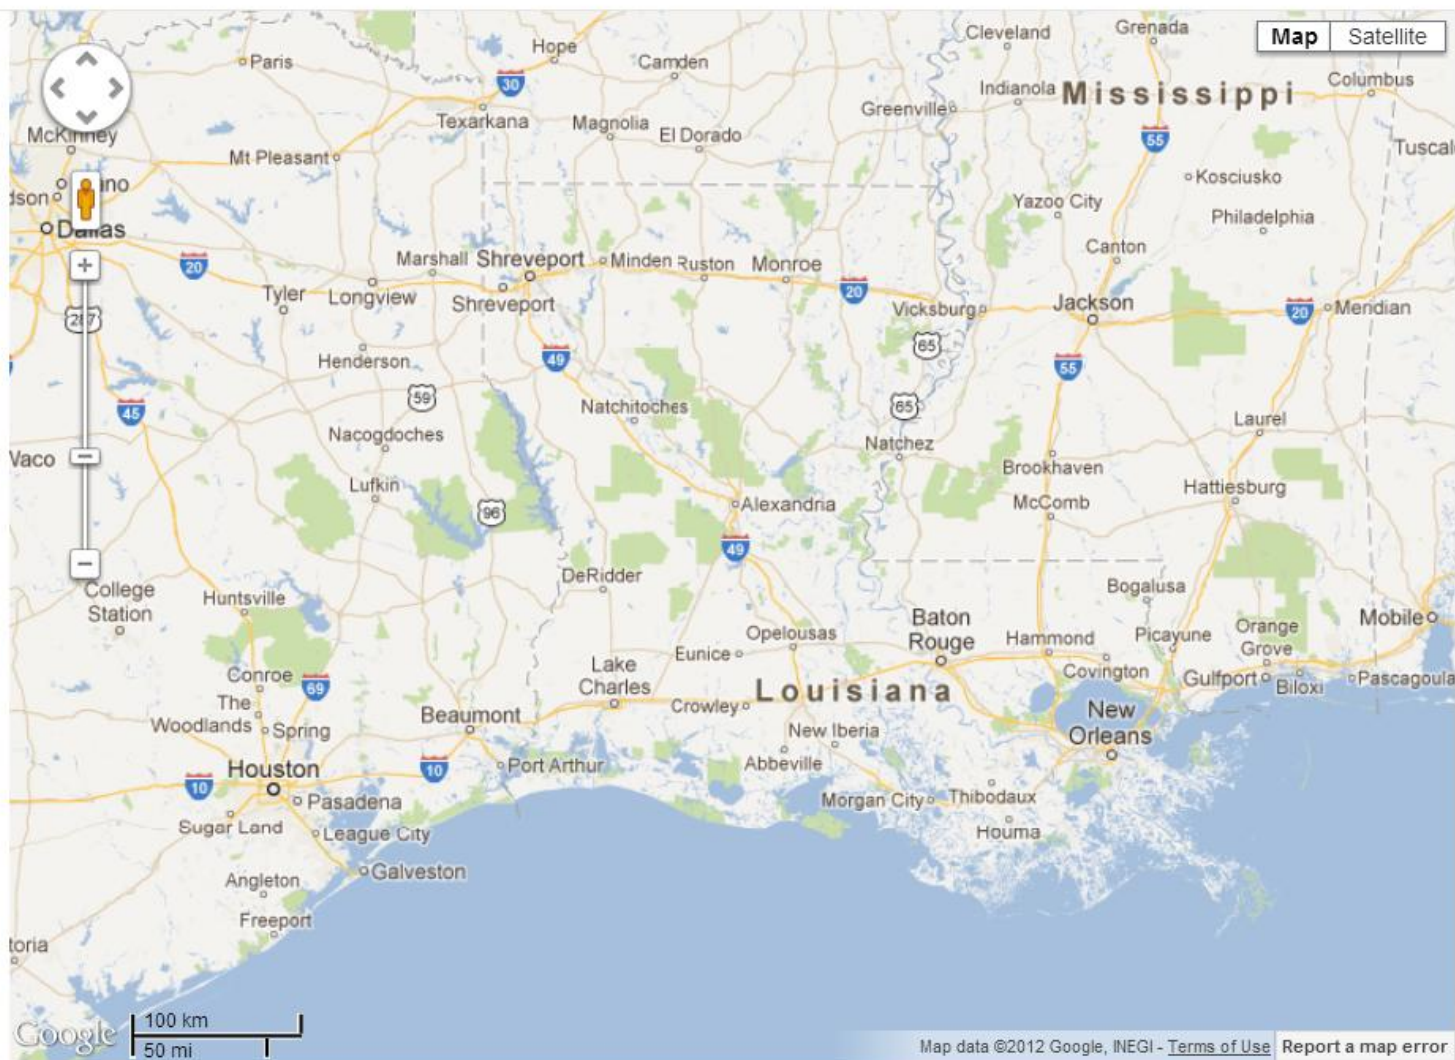 Cleveland
Grenada
Map
Satellite
Hope
Paris
Camden
Columbus
30
Indianola
Mississippi
Greenville
Texarkana
Magnolia
El Dorado
McKinney
55
Mt Pleasant
Tuscal
Kosciusko
ano
dson
Yazoo City
Philadelphia
Dallas
Canton
Marshall
Shreveport
Minden
Ruston
Monroe
20
20
Tyler
Longview
Shreveport
Vicksburg
Jackson
20
Meridian
287
65
Henderson
49
55
59
45
Natchitoches
65
Laurel
Nacogdoches
Natchez
Waco
Brookhaven
Lufkin
Hattiesburg
96
Alexandria
McComb
49
DeRidder
College
Station
Huntsville
Bogalusa
Baton
Rouge
Mobile
Opelousas
Hammond
Picayune
Orange
Grove
Eunice
Lake
Charles
Covington
Conroe
69
Gulfport
Biloxi
Pascagoula
Louisiana
The
Woodlands
Crowley
Beaumont
New
Orleans
Spring
New Iberia
Abbeville
Port Arthur
Houston
10
10
Pasadena
Morgan City
Thibodaux
Sugar Land
League City
Houma
Galveston
Angleton
Freeport
toria
Google
100 km
50 mi
Map data ©2012 Google, INEGI - Terms of Use
Report a map error